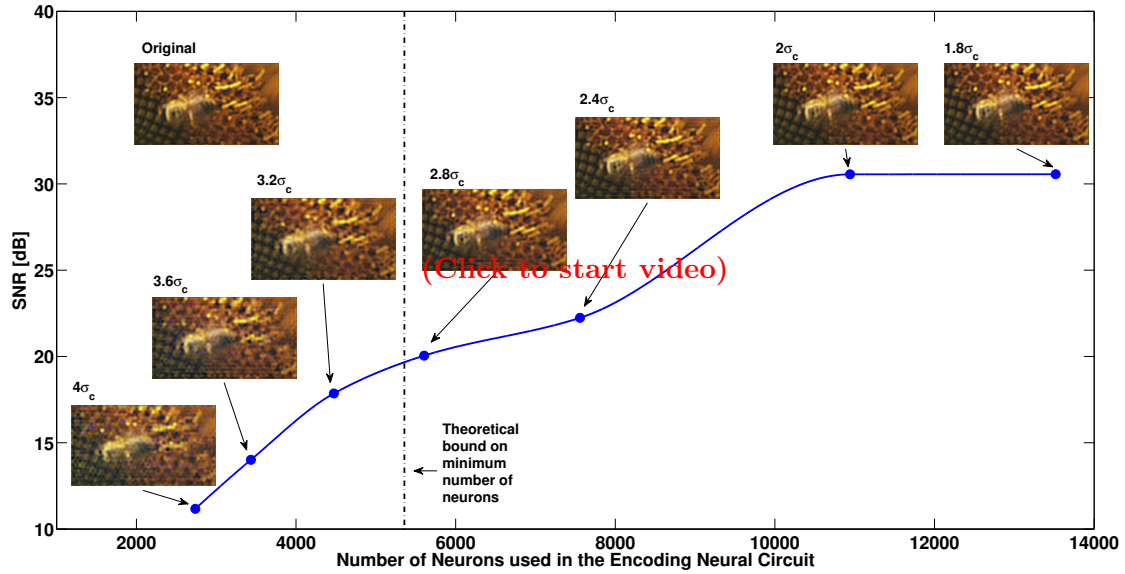 40
35
30
25
20
15
10
SNR [dB]
Original
4σc
3.6σc
3.2σc
2.8σc
2.4σc
2σc
1.8σc
(Click to start video)
Theoretical
bound on
minimum
number of
neurons
2000 4000 6000 8000 10000 12000 14000
Number of Neurons used in the Encoding Neural Circuit